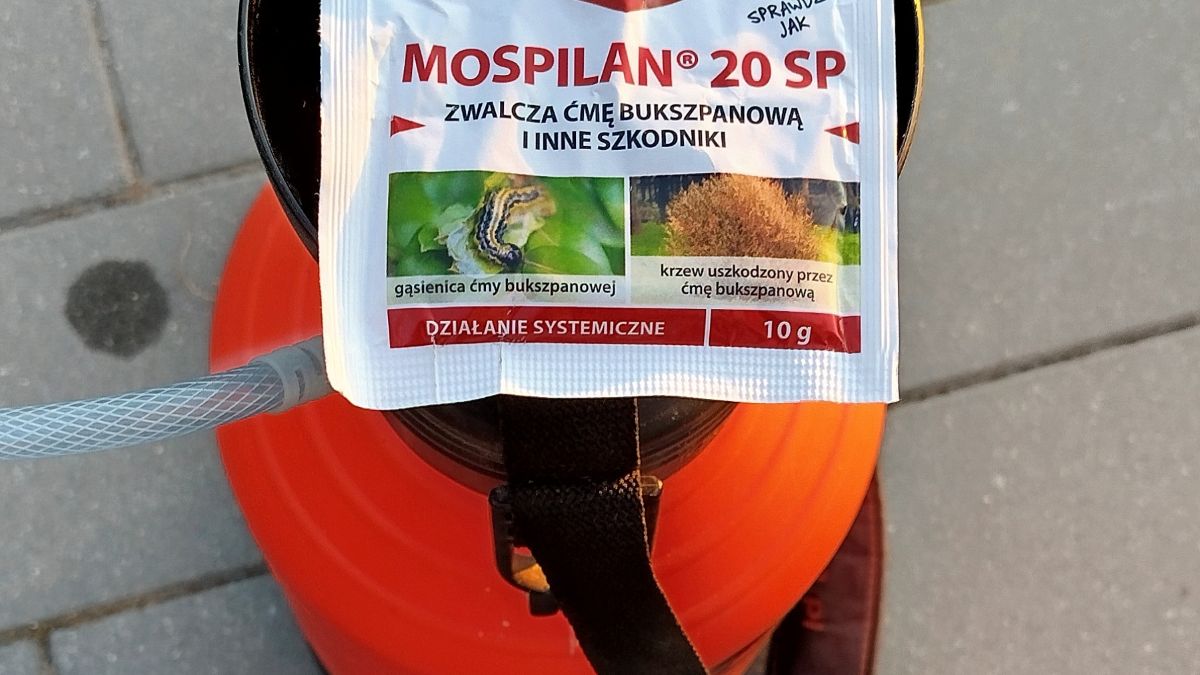 SPRAWDŹ
JAK
MOSPILAN® 20 SP
ZWALCZA ĆMĘ BUKSZPANOWĄ
I INNE SZKODNIKI
gąsienica ćmy bukszpanowej
krzew uszkodzony przez
ćmę bukszpanową
DZIAŁANIE SYSTEMICZNE
10 g